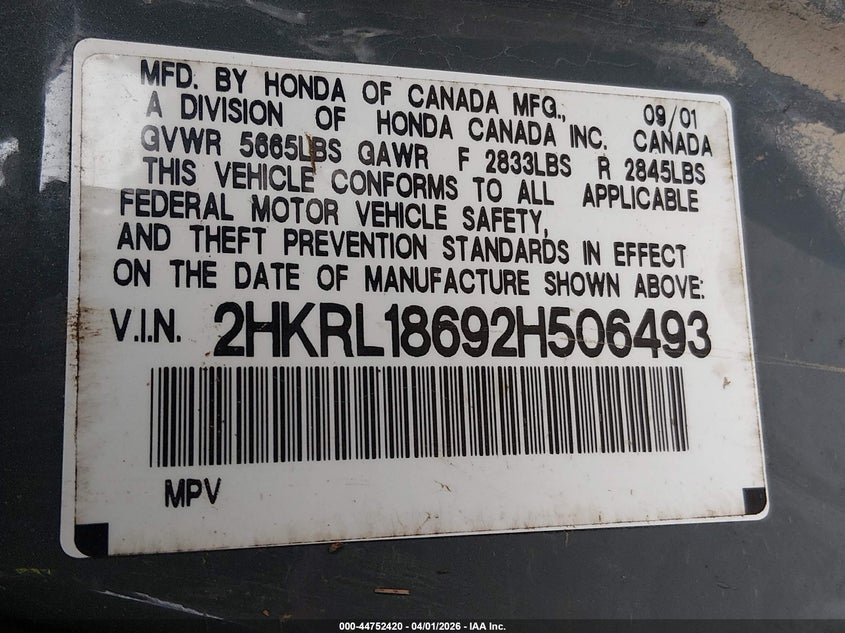 MFD. BY HONDA OF CANADA MFG., 09/01
A DIVISION OF HONDA CANADA INC. CANADA
GVWR 5665LBS GAWR F 2833LBS R 2845LBS
THIS VEHICLE CONFORMS TO ALL APPLICABLE
FEDERAL MOTOR VEHICLE SAFETY,
AND THEFT PREVENTION STANDARDS IN EFFECT
ON THE DATE OF MANUFACTURE SHOWN ABOVE:
V.I.N. 2HKRL18692H506493
MPV
000-44752420 - 04/01/2026 - IAA Inc.